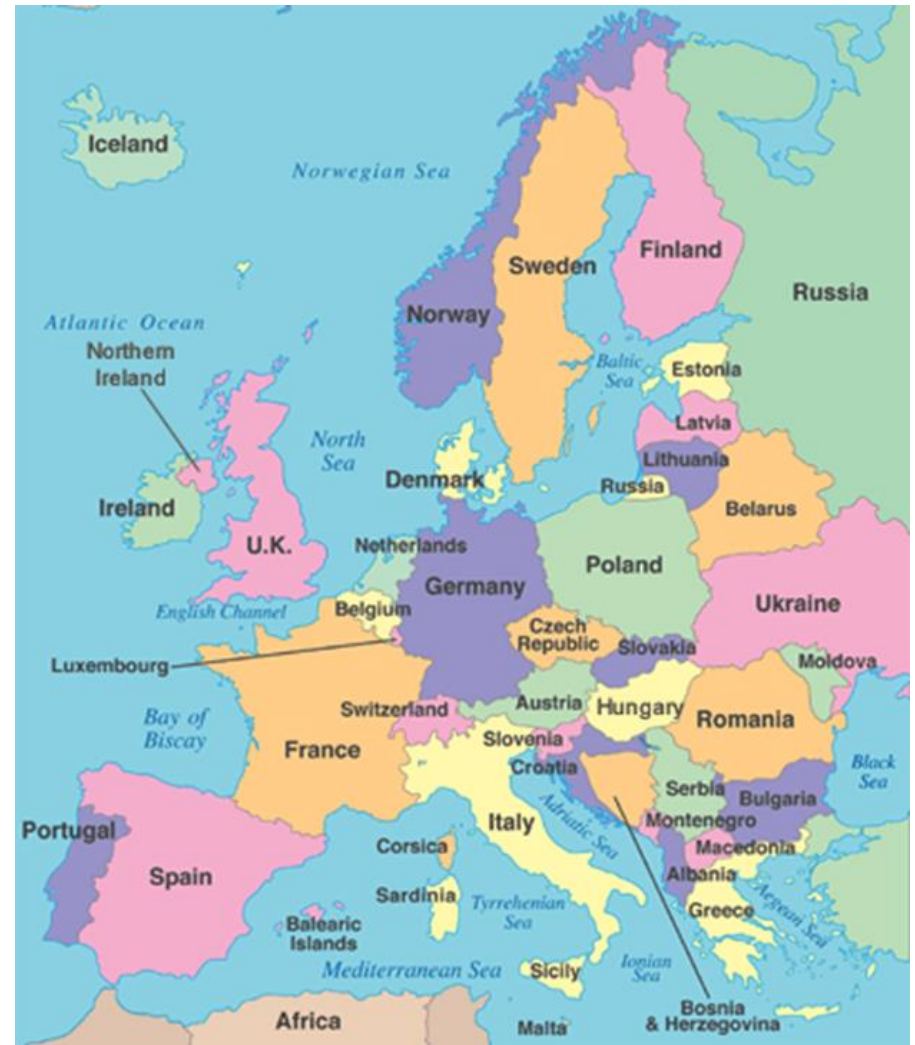 Iceland
Norwegian Sea
Finland
Sweden
Russia
Norway
Atlantic Ocean
Northern
Ireland
Baltic
Sea
Estonia
Latvia
North
Sea
Lithuania
Denmark
Russia
Ireland
Belarus
U.K.
Netherlands
Poland
Germany
Ukraine
English Channel
Belgium
Czech
Republic
Slovakia
Luxembourg
Moldova
Switzerland
Austria
Hungary
Bay of
Biscay
Romania
France
Slovenia
Croatia
Black
Sea
Serbia
Bulgaria
Portugal
Italy
Adriatic Sea
Montenegro
Corsica
Macedonia
Spain
Albania
Sardinia
Tyrrehenian
Sea
Greece
Aegean Sea
Balearic
Islands
Mediterranean Sea
Sicily
Ionian
Sea
Bosnia
& Herzegovina
Africa
Malta